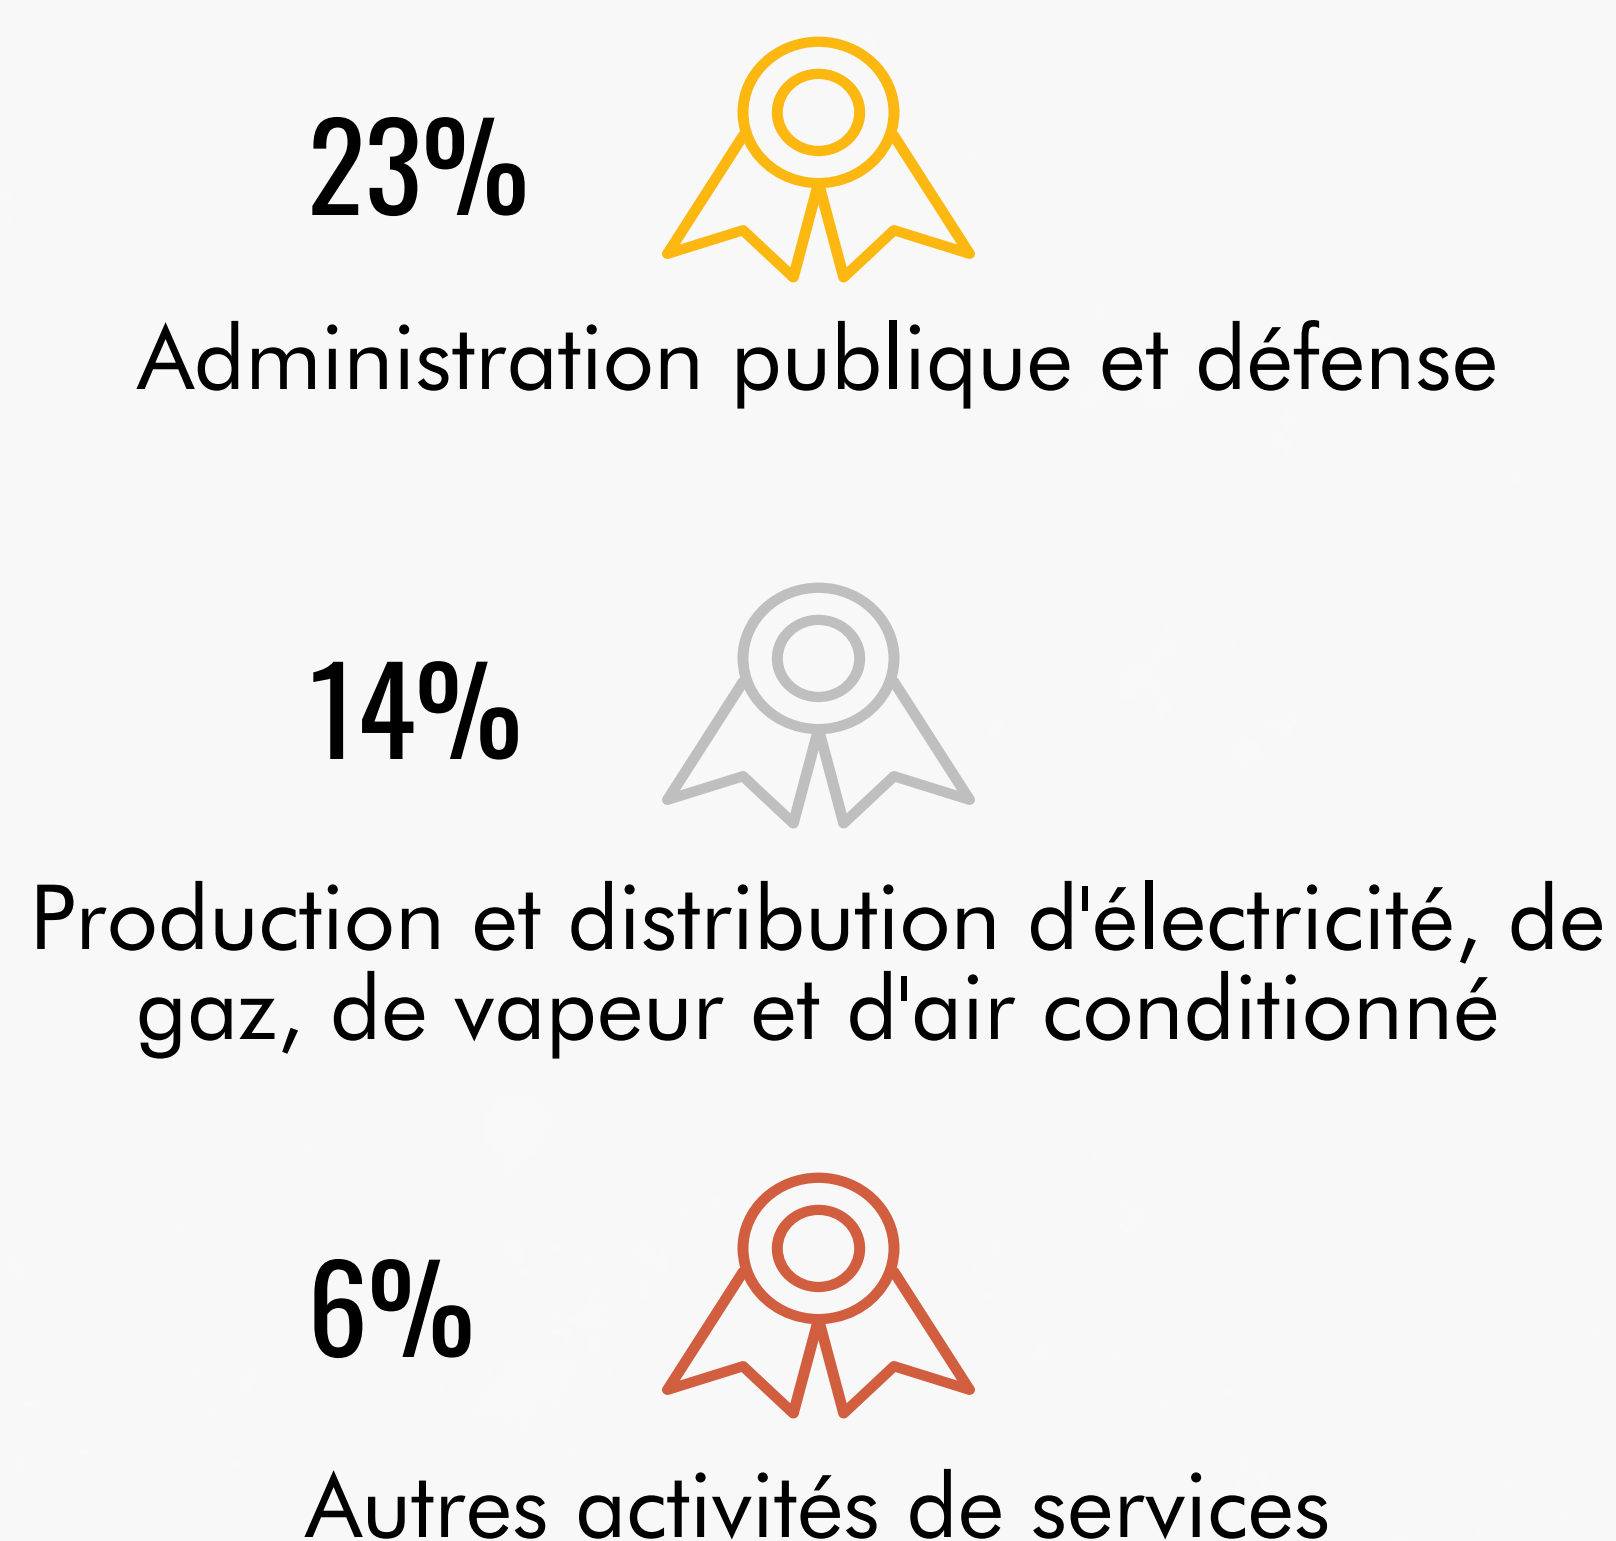 23%
Administration publique et défense
14%
Production et distribution d'électricité, de
gaz, de vapeur et d'air conditionné
6%
Autres activités de services